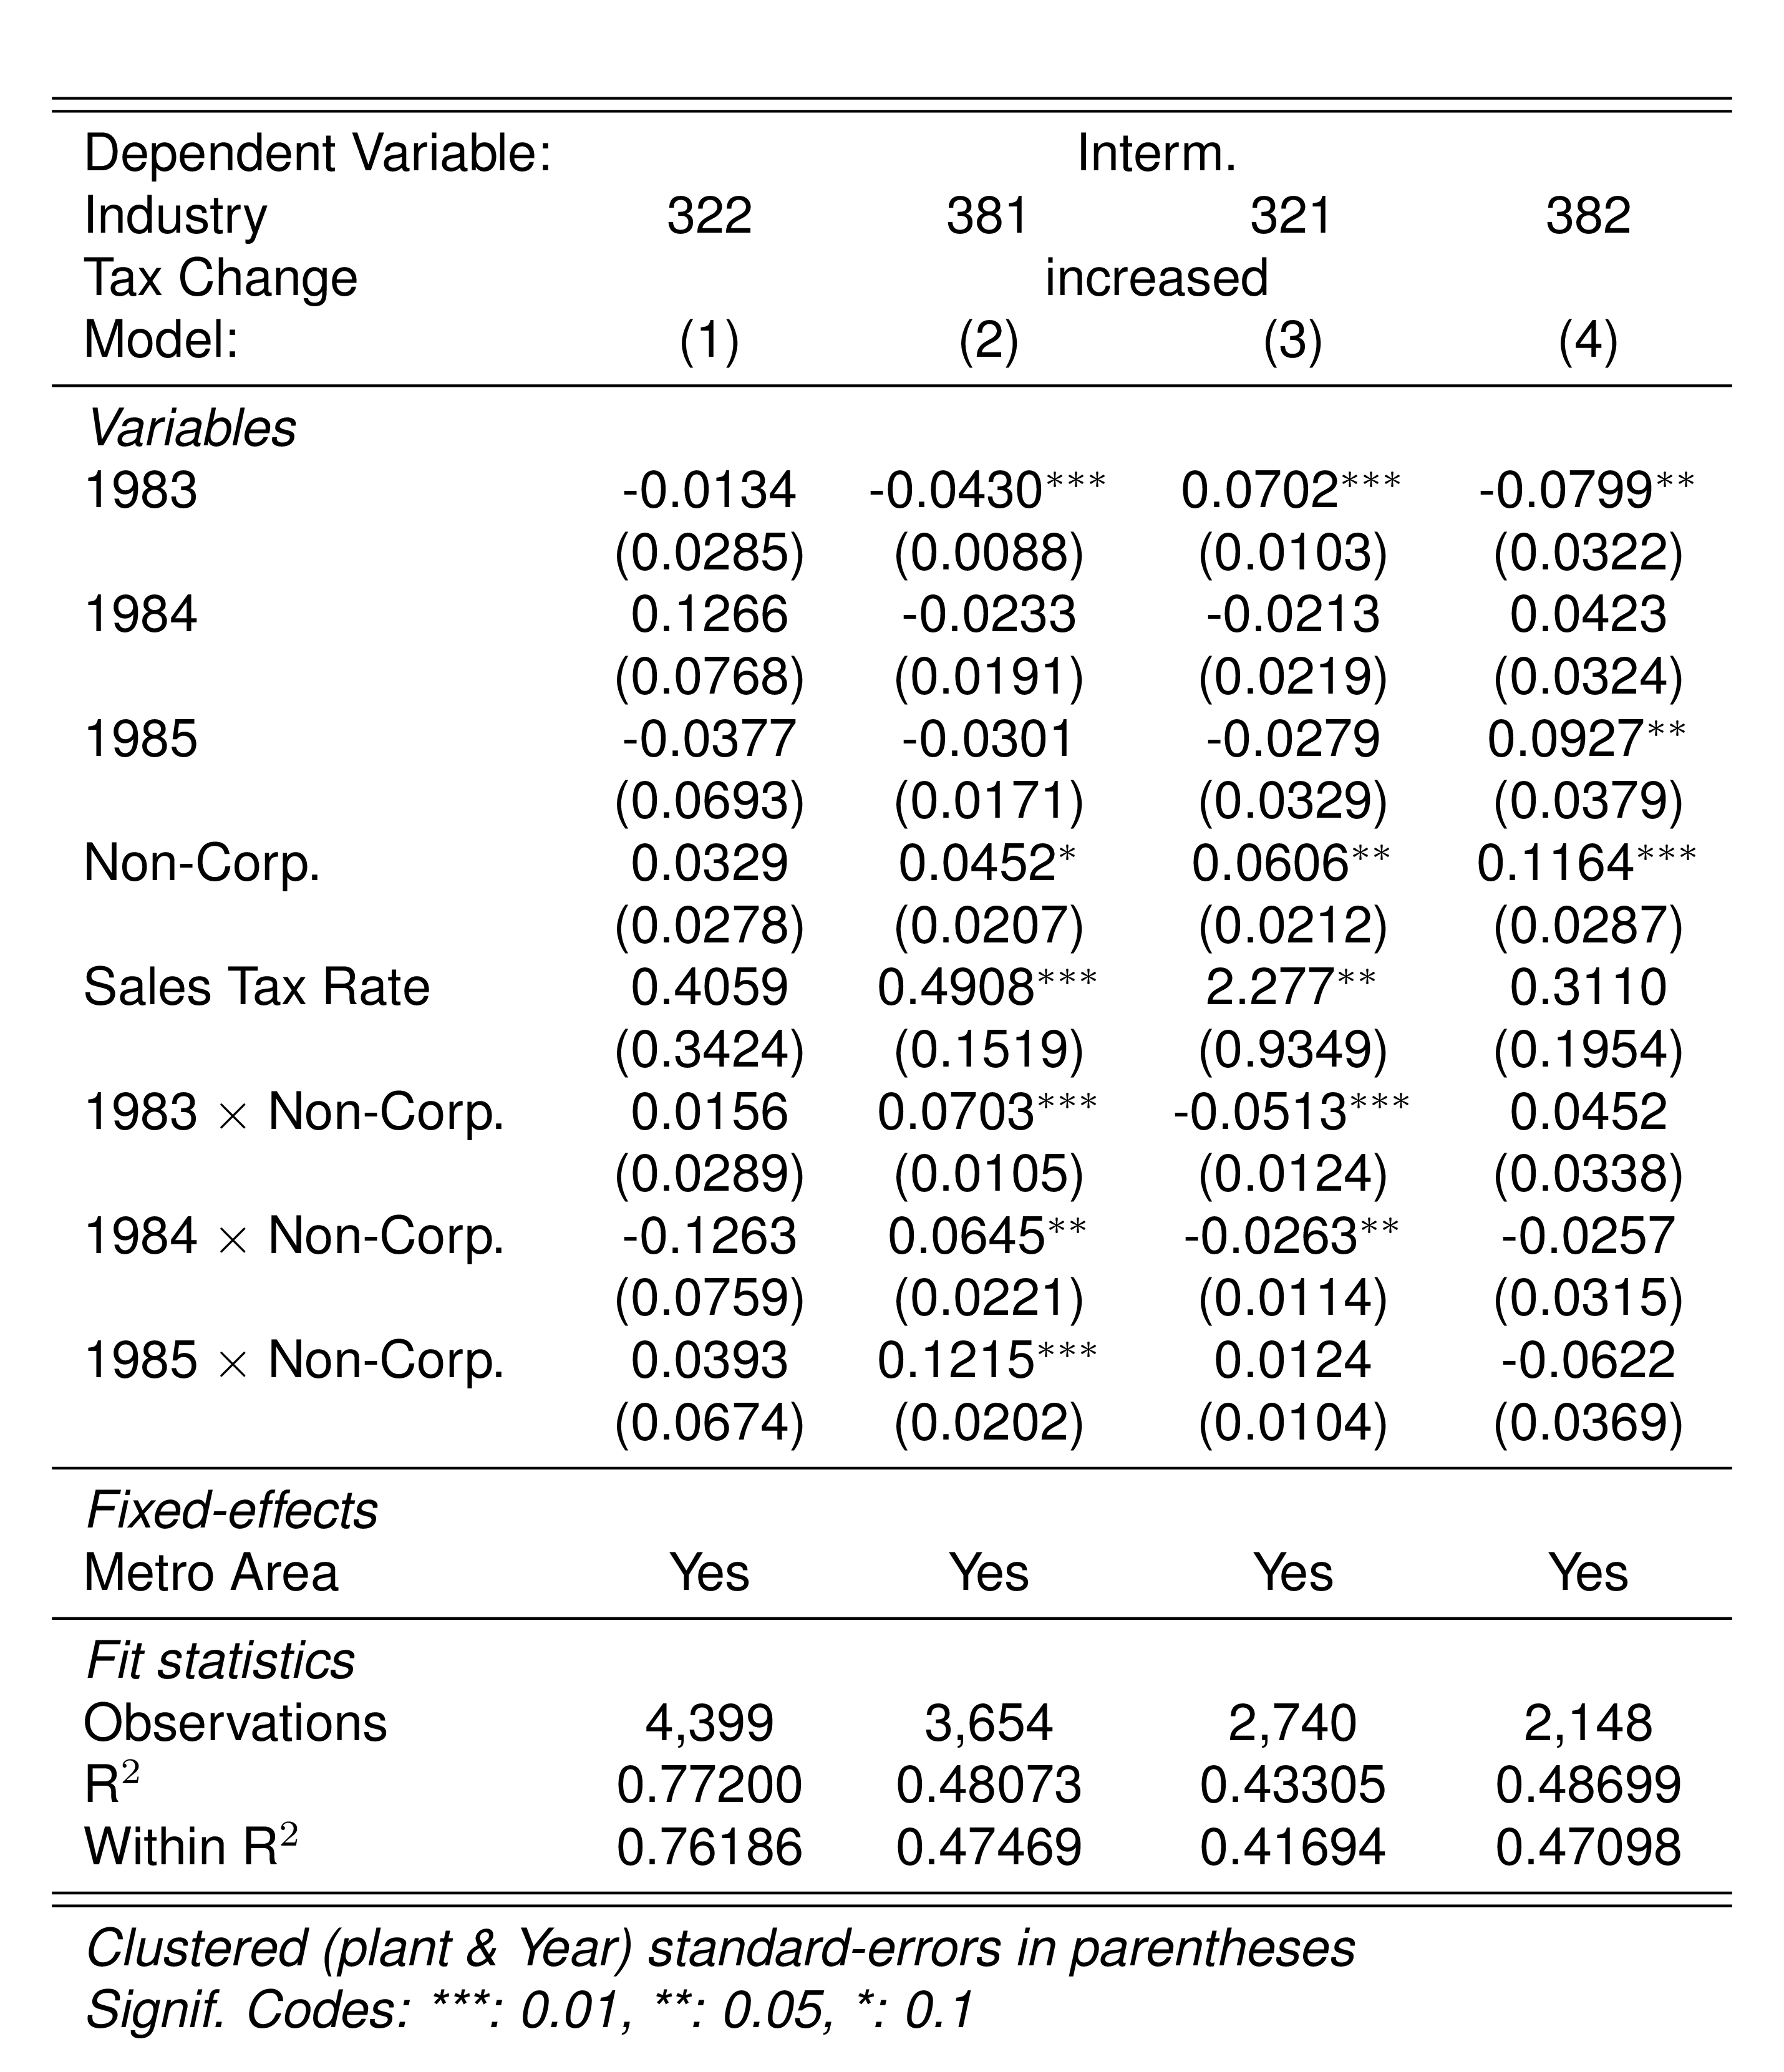 Dependent Variable: Interm.
Industry 322 381 321 382
Tax Change increased
Model: (1) (2) (3) (4)
Variables
1983 -0.0134 -0.0430*** 0.0702*** -0.0799**
(0.0285) (0.0088) (0.0103) (0.0322)
1984 0.1266 -0.0233 -0.0213 0.0423
(0.0768) (0.0191) (0.0219) (0.0324)
1985 -0.0377 -0.0301 -0.0279 0.0927**
(0.0693) (0.0171) (0.0329) (0.0379)
Non-Corp. 0.0329 0.0452* 0.0606** 0.1164***
(0.0278) (0.0207) (0.0212) (0.0287)
Sales Tax Rate 0.4059 0.4908*** 2.277** 0.3110
(0.3424) (0.1519) (0.9349) (0.1954)
1983 × Non-Corp. 0.0156 0.0703*** -0.0513*** 0.0452
(0.0289) (0.0105) (0.0124) (0.0338)
1984 × Non-Corp. -0.1263 0.0645** -0.0263** -0.0257
(0.0759) (0.0221) (0.0114) (0.0315)
1985 × Non-Corp. 0.0393 0.1215*** 0.0124 -0.0622
(0.0674) (0.0202) (0.0104) (0.0369)
Fixed-effects
Metro Area Yes Yes Yes Yes
Fit statistics
Observations 4,399 3,654 2,740 2,148
R² 0.77200 0.48073 0.43305 0.48699
Within R² 0.76186 0.47469 0.41694 0.47098
Clustered (plant & Year) standard-errors in parentheses
Signif. Codes: ***: 0.01, **: 0.05, *: 0.1